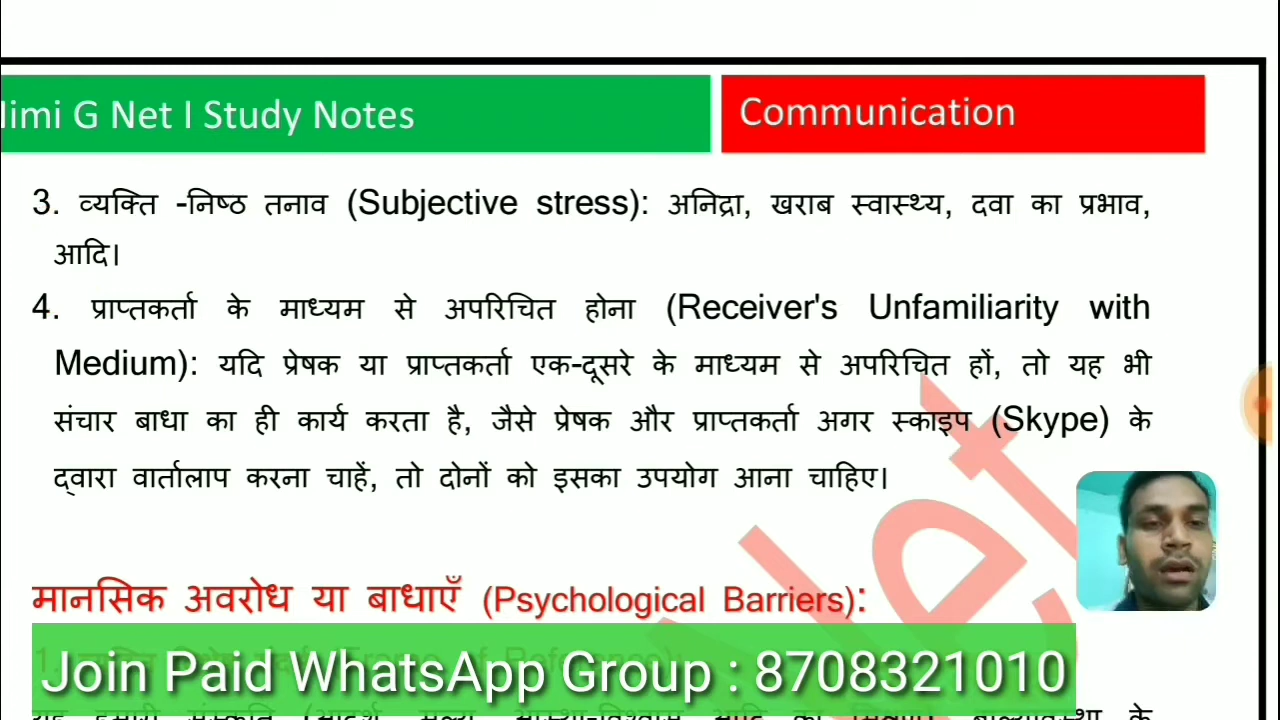 imi G Net I Study Notes
Communication
3. व्यक्ति -निष्ठ तनाव (Subjective stress): अनिद्रा, खराब स्वास्थ्य, दवा का प्रभाव,
आदि।
4. प्राप्तकर्ता के माध्यम से अपरिचित होना (Receiver's Unfamiliarity with
Medium): यदि प्रेषक या प्राप्तकर्ता एक-दूसरे के माध्यम से अपरिचित हों, तो यह भी
संचार बाधा का ही कार्य करता है, जैसे प्रेषक और प्राप्तकर्ता अगर स्काइप (Skype) के
द्वारा वार्तालाप करना चाहें, तो दोनों को इसका उपयोग आना चाहिए।
Net
मानसिक अवरोध या बाधाएँ (Psychological Barriers):
Join Paid WhatsApp Group : 8708321010